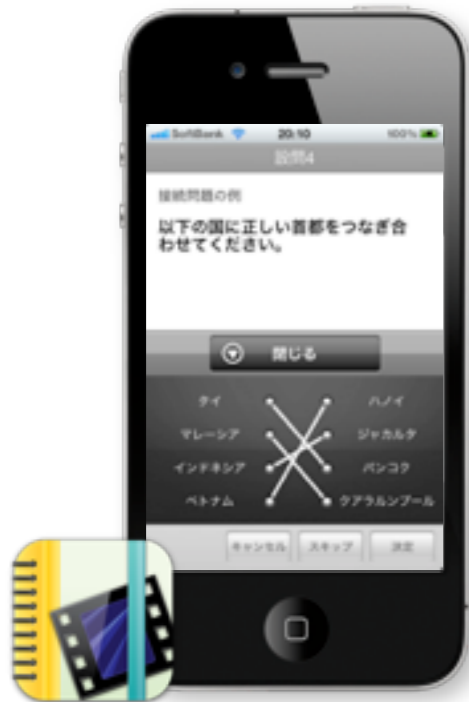 SoftBank 20:10 100%
設問4
接続問題の例
以下の国に正しい首都をつなぎ合
わせてください。
閉じる
タイ ハノイ
マレーシア ジャカルタ
インドネシア バンコク
ベトナム クアラルンプール
キャンセル スキップ 決定